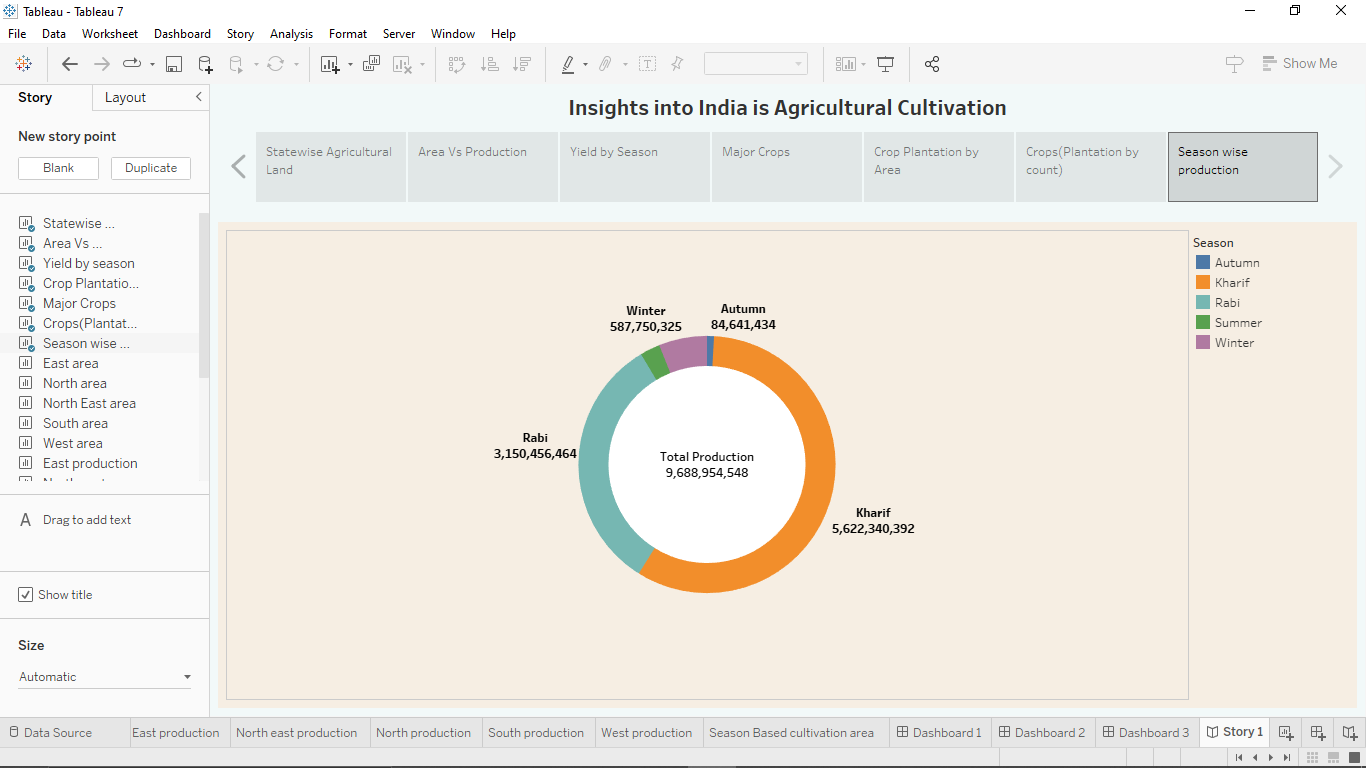 Tableau - Tableau 7
File Data Worksheet Dashboard Story Analysis Format Server Window Help
Show Me
Story Layout
New story point
Blank Duplicate
Statewise ...
Area Vs ...
Yield by season
Crop Plantatio...
Major Crops
Crops(Plantat...
Season wise ...
East area
North area
North East area
South area
West area
East production
A Drag to add text
Show title
Size
Automatic
Insights into India is Agricultural Cultivation
Statewise Agricultural
Land
Area Vs Production
Yield by Season
Major Crops
Crop Plantation by
Area
Crops(Plantation by
count)
Season wise
production
Winter
587,750,325
Autumn
84,641,434
Rabi
3,150,456,464
Total Production
9,688,954,548
Kharif
5,622,340,392
Season
Autumn
Kharif
Rabi
Summer
Winter
Data Source East production North east production North production South production West production Season Based cultivation area Dashboard 1 Dashboard 2 Dashboard 3 Story 1